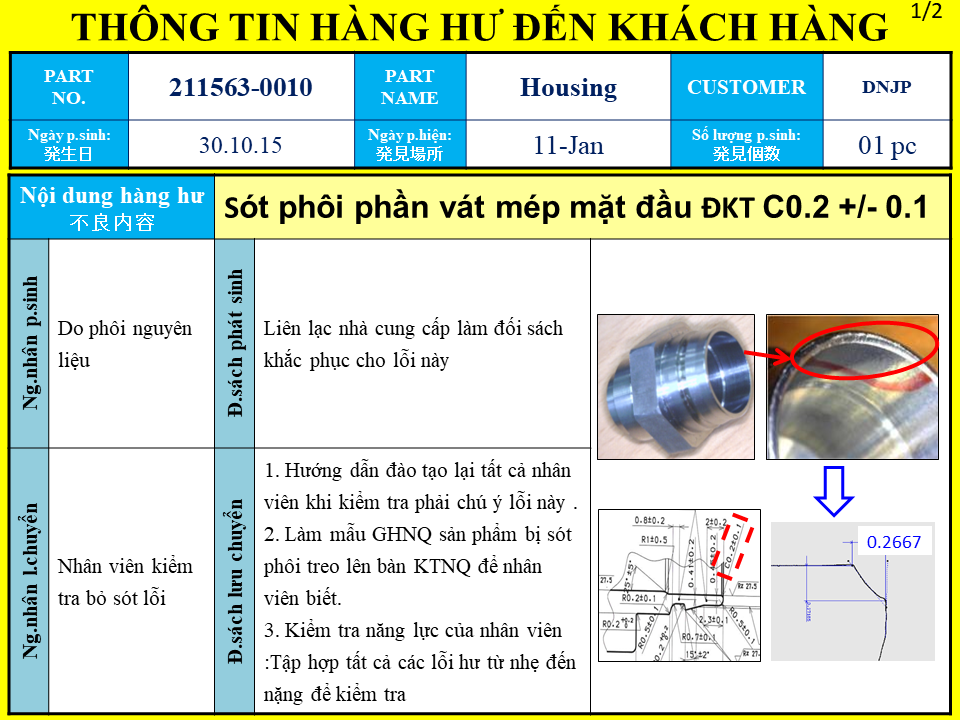 1/2
THÔNG TIN HÀNG HƯ ĐẾN KHÁCH HÀNG
PART NO.
211563-0010
PART NAME
Housing
CUSTOMER
DNJP
Ngày p.sinh:
発生日
30.10.15
Ngày p.hiện:
発見場所
11-Jan
Số lượng p.sinh:
発見個数
01 pc
Nội dung hàng hư
不良内容
Sót phôi phần vát mép mặt đầu ĐKT C0.2 +/- 0.1
Ng.nhân p.sinh
Do phôi nguyên
liệu
Đ.sách phát sinh
Liên lạc nhà cung cấp làm đối sách
khắc phục cho lỗi này
Ng.nhân l.chuyển
Nhân viên kiểm
tra bỏ sót lỗi
Đ.sách lưu chuyển
1. Hướng dẫn đào tạo lại tất cả nhân
viên khi kiểm tra phải chú ý lỗi này .
2. Làm mẫu GHNQ sản phẩm bị sót
phôi treo lên bàn KTNQ để nhân
viên biết.
3. Kiểm tra năng lực của nhân viên
:Tập hợp tất cả các lỗi hư từ nhẹ đến
nặng để kiểm tra
0.8±0.2
2±0.2
R1±0.5
C0.2±0.1
0.41±0.2
27.5
R0.2±0.1
2.3±0.1
R0.7±0.1
15°±2°
Rz 27.5
0.2667